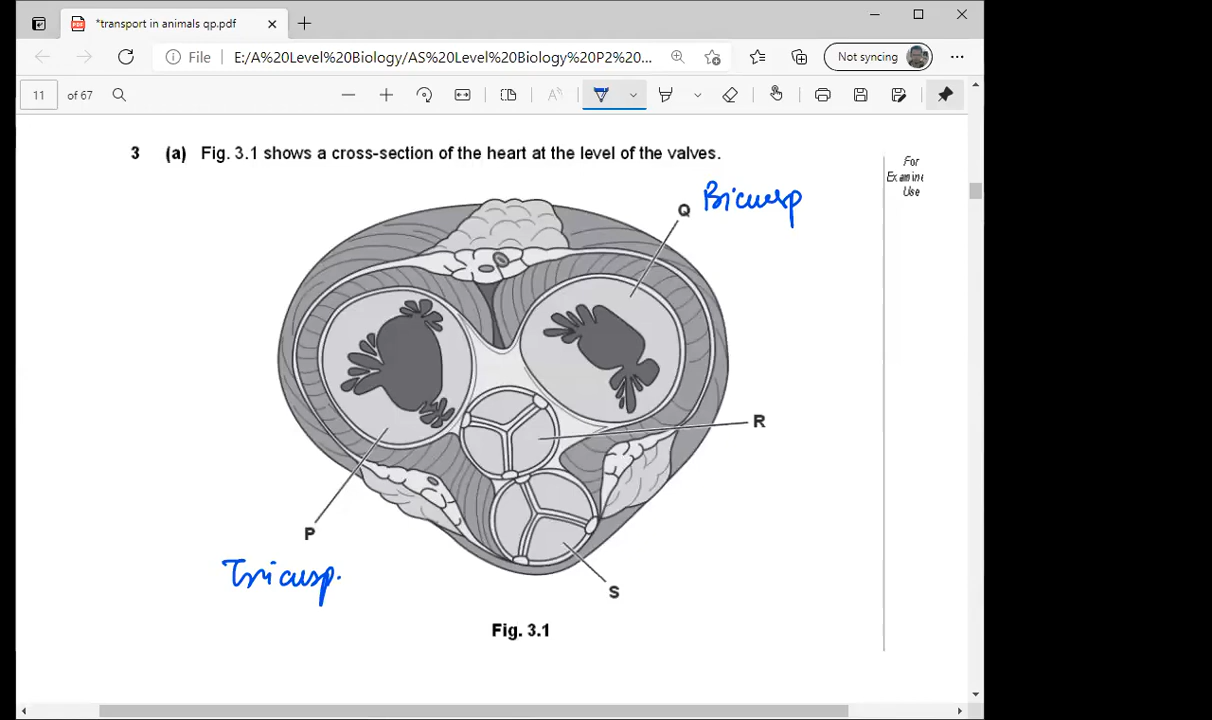 *transport in animals qp.pdf
File
E:/A%20Level%20Biology/AS%20Level%20Biology%20P2%20...
Not syncing
11 of 67
3 (a) Fig. 3.1 shows a cross-section of the heart at the level of the valves.
For
Examine
Use
Q Bicusp
R
P
Tricusp.
S
Fig. 3.1